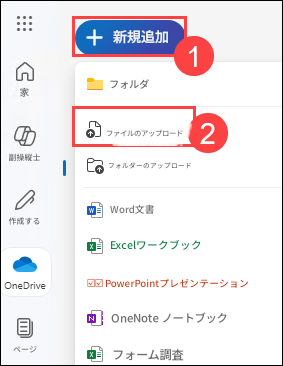 新規追加
1
フォルダ
家
ファイルのアップロード
2
副操縦士
フォルダーのアップロード
作成する
Word文書
Excelワークブック
OneDrive
PowerPointプレゼンテーション
OneNote ノートブック
ページ
フォーム調査